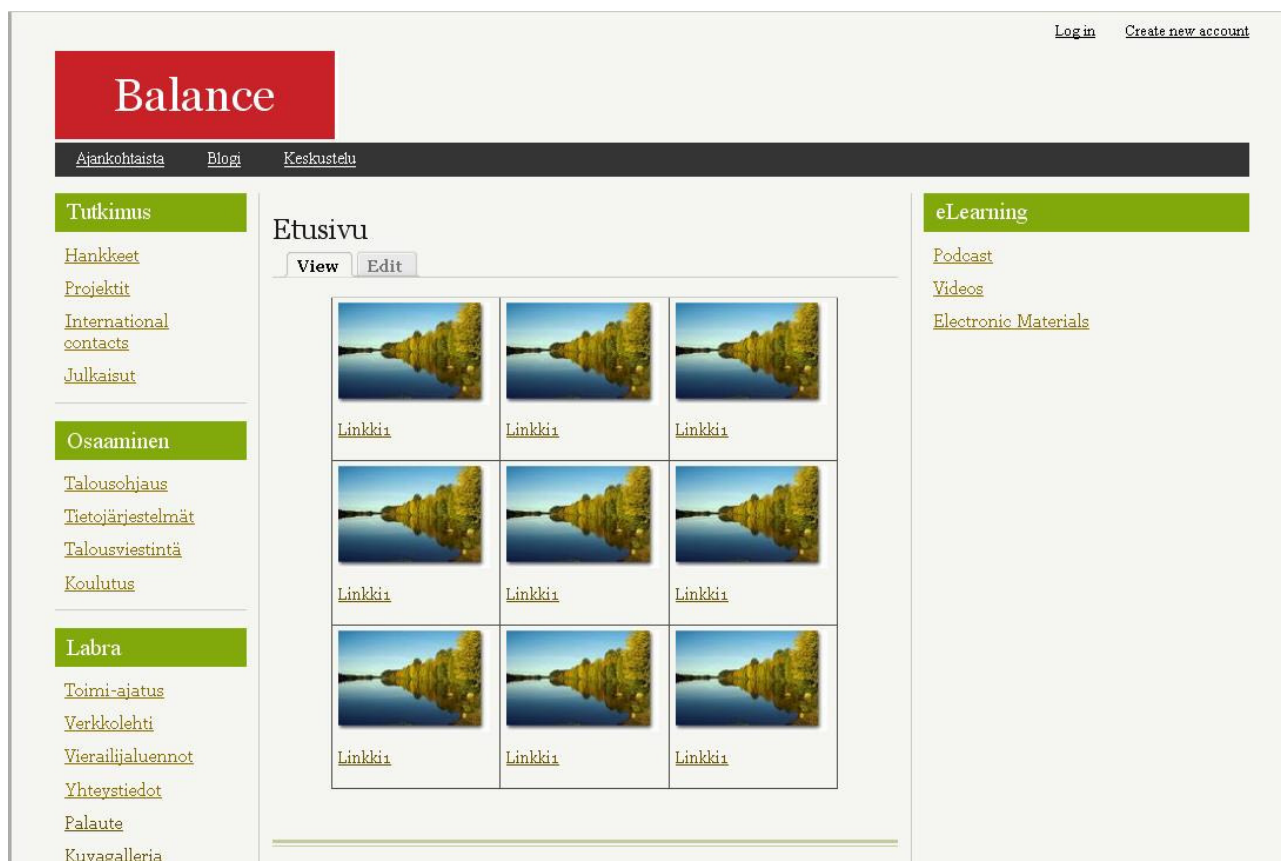 Log in Create new account
Balance
Ajankohtaista Blogi Keskustelu
Tutkimus
Hankkeet
Projektit
International
contacts
Julkaisut
Osaaminen
Talousohjaus
Tietojärjestelmät
Talousviestintä
Koulutus
Labra
Toimi-ajatus
Verkkolehti
Vierailijaluennot
Yhteystiedot
Palaute
Kuvagalleria
Etusivu
View Edit
Linkki1 Linkki1 Linkki1
Linkki1 Linkki1 Linkki1
Linkki1 Linkki1 Linkki1
eLearning
Podcast
Videos
Electronic Materials